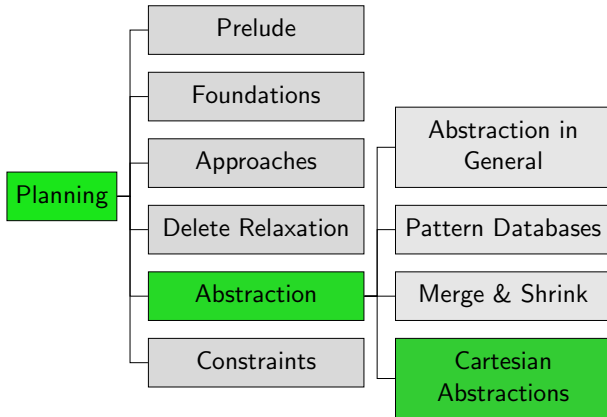 Planning
Prelude
Foundations
Approaches
Delete Relaxation
Abstraction
Constraints
Abstraction in
General
Pattern Databases
Merge & Shrink
Cartesian
Abstractions